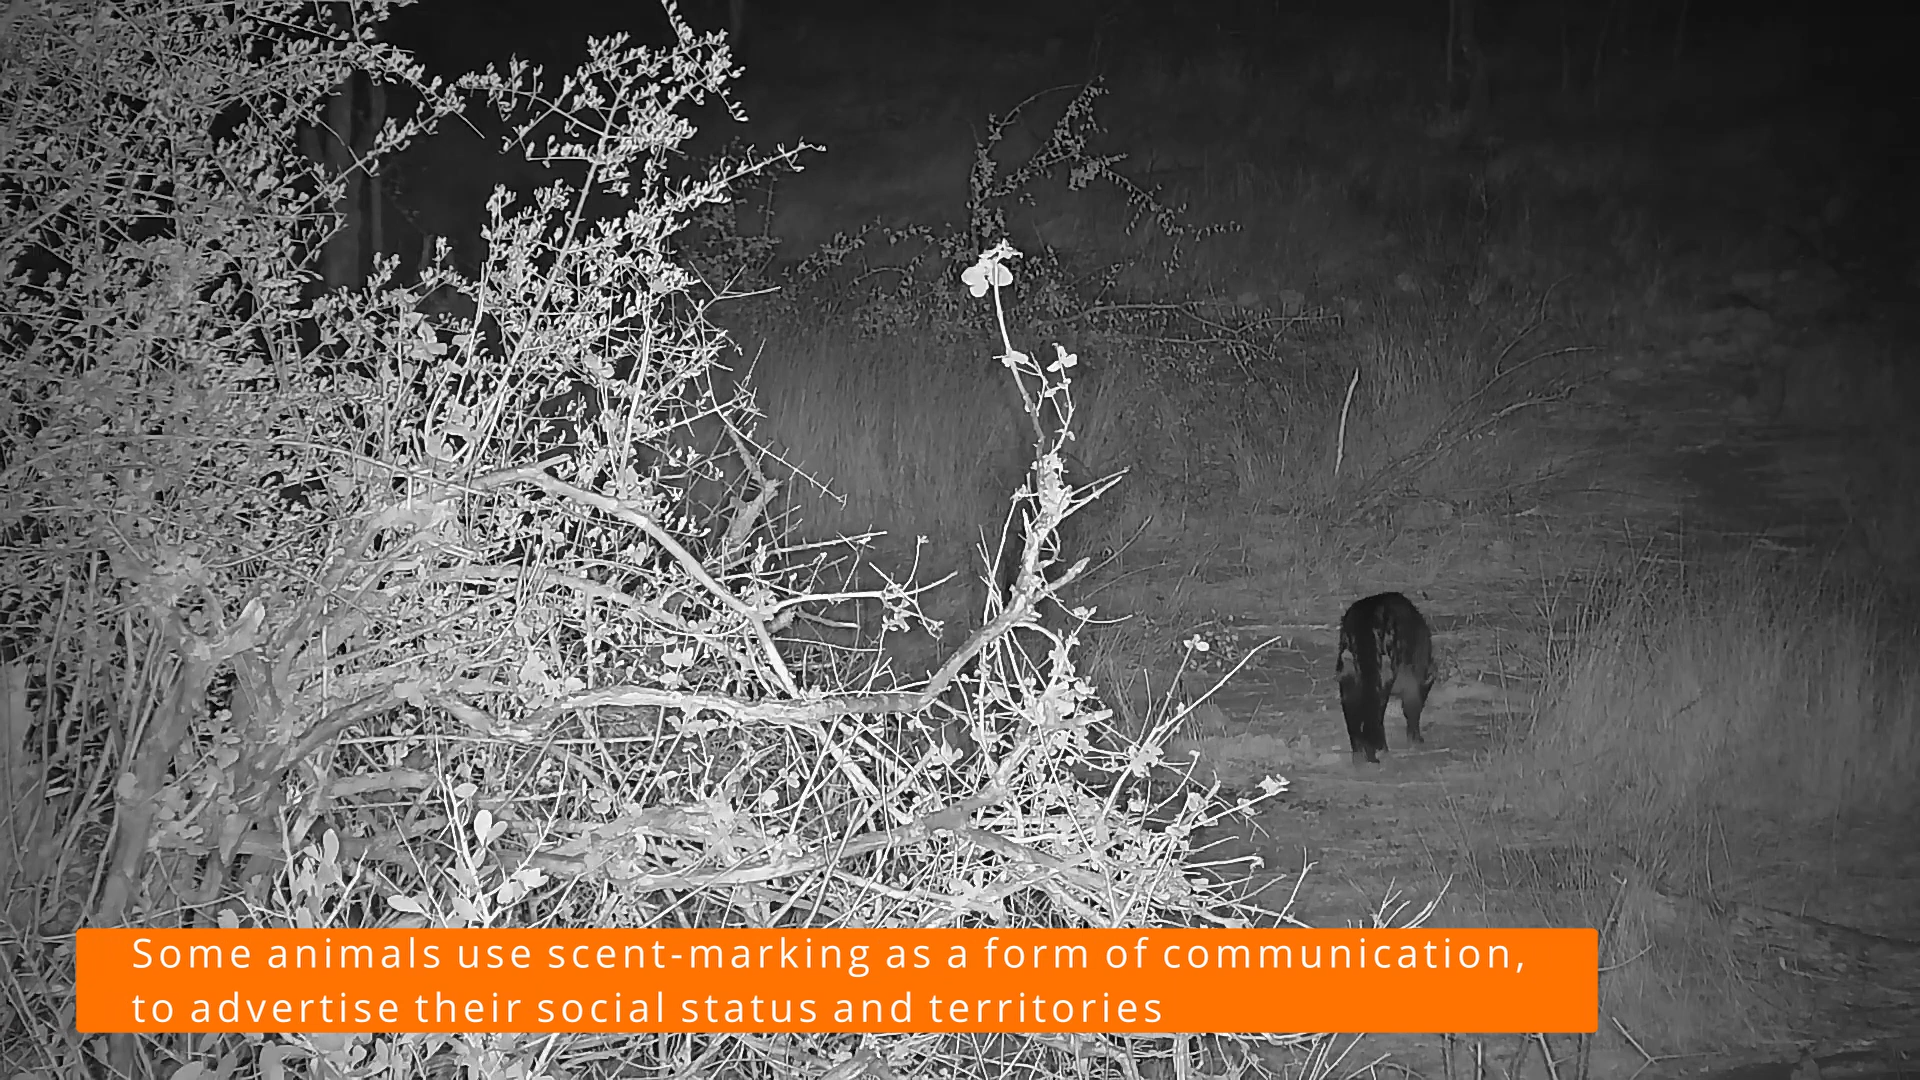 Some animals use scent-marking as a form of communication,
to advertise their social status and territories